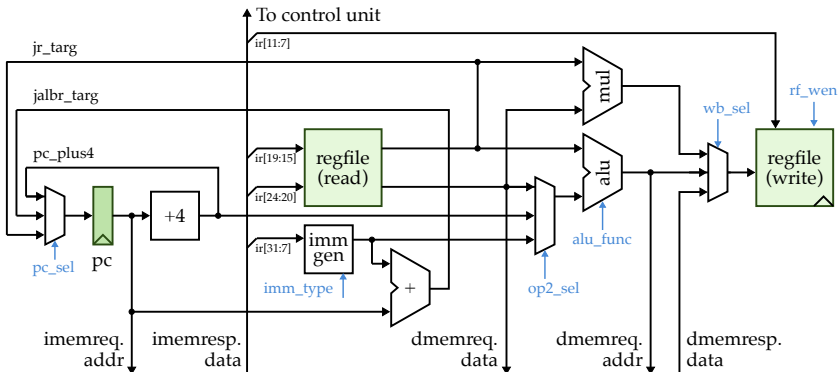 To control unit
ir[11:7]
jr_targ
jalbr_targ
pc_plus4
mul
wb_sel
rf_wen
ir[19:15]
regfile
(read)
ir[24:20]
alu
regfile
(write)
+4
pc
pc_sel
ir[31:7]
imm
gen
imm_type
+
alu_func
op2_sel
imemreq.
addr
imemresp.
data
dmemreq.
data
dmemreq.
addr
dmemresp.
data